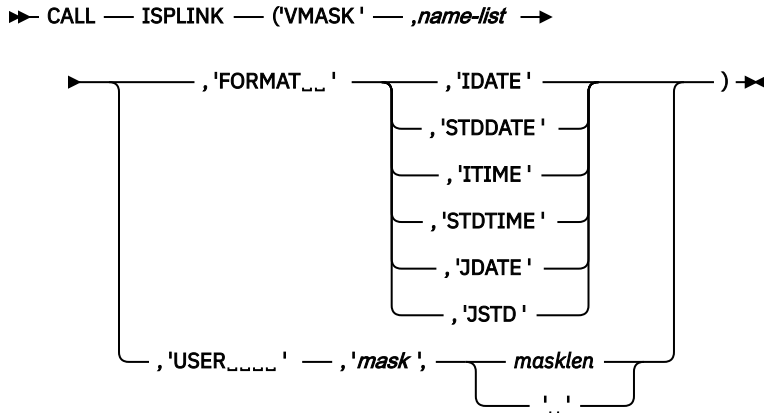 CALL ISPLINK ('VMASK ' ,name-list
,'FORMAT␣␣ ' ,'IDATE ' )
,'STDDATE '
,'ITIME '
,'STDTIME '
,'JDATE '
,'JSTD '
,'USER␣␣␣␣ ' ,'mask ', masklen
'␣ '